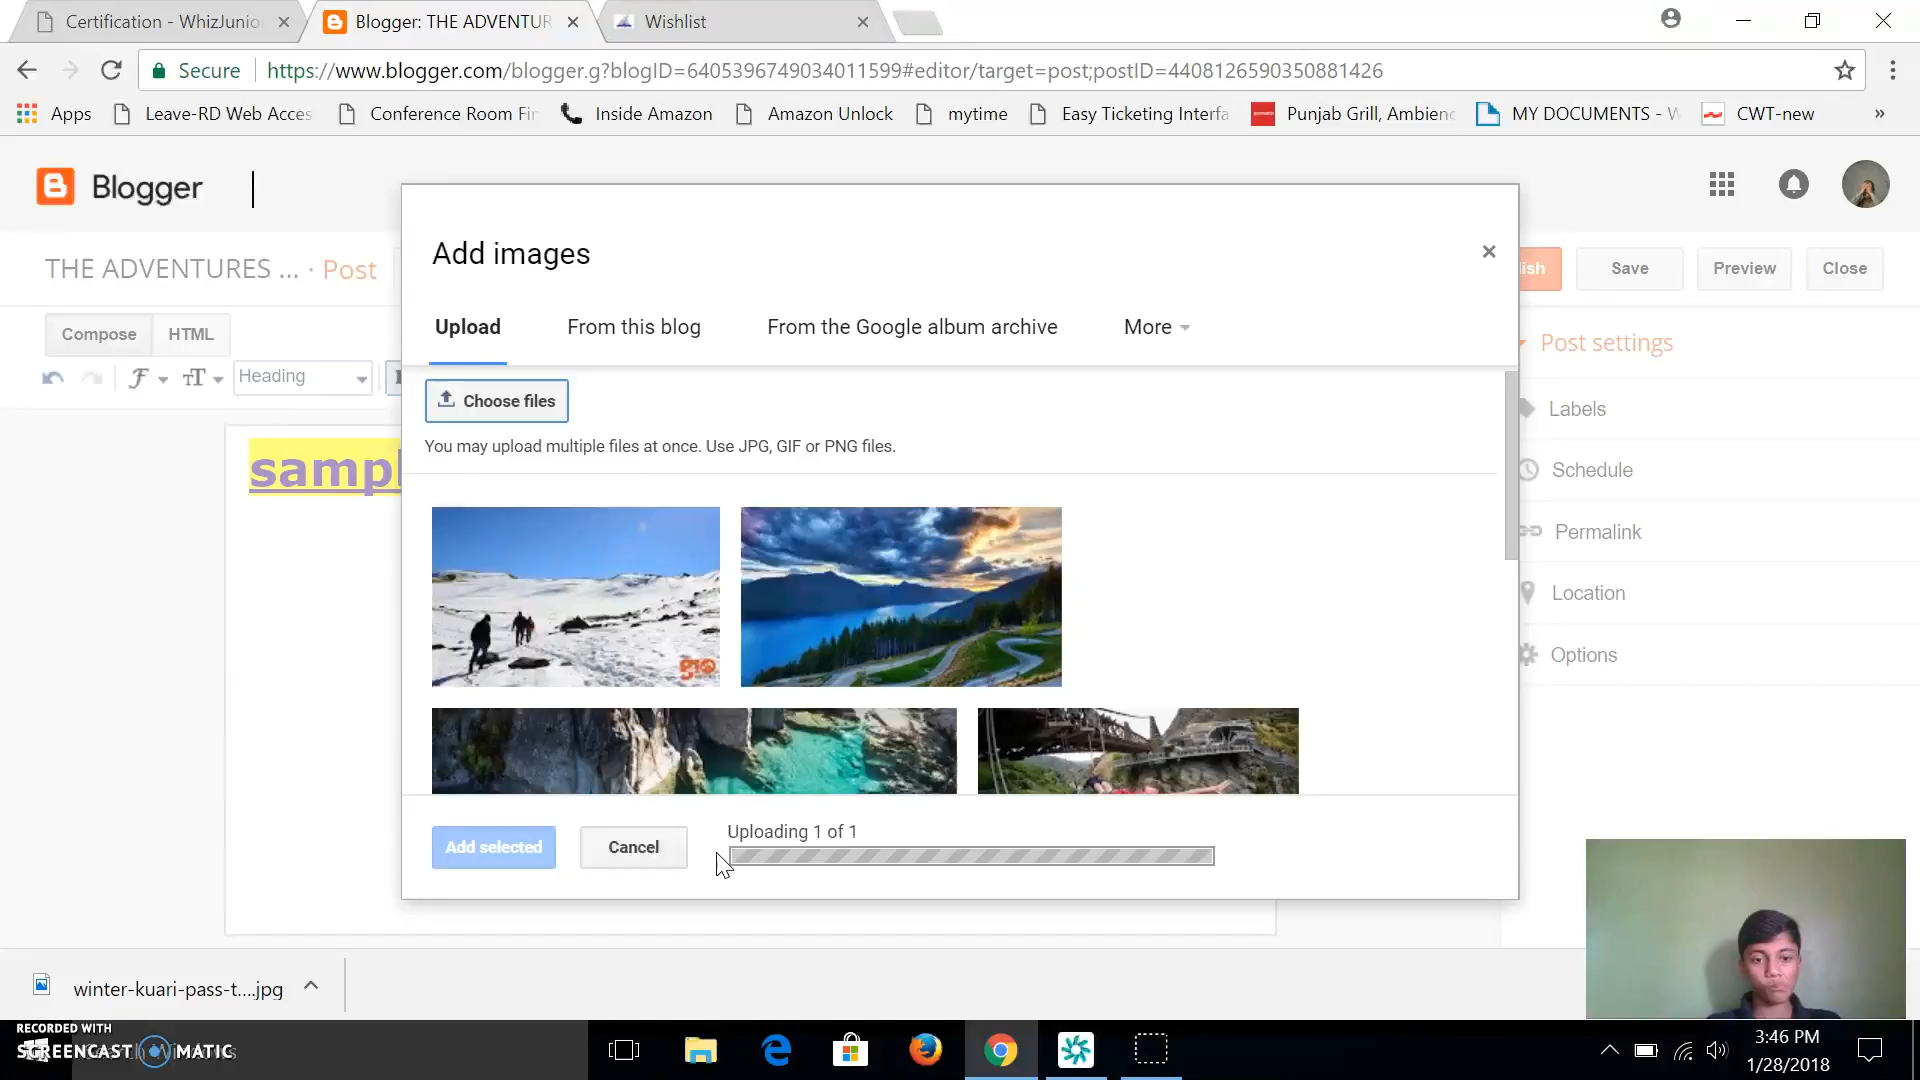 Certification - WhizJunio
Blogger: THE ADVENTUR
Wishlist
Secure
https://www.blogger.com/blogger.g?blogID=6405396749034011599#editor/target=post;postID=4408126590350881426
Apps
Leave-RD Web Acces
Conference Room Fi
Inside Amazon
Amazon Unlock
mytime
Easy Ticketing Interfa
Punjab Grill, Ambienc
MY DOCUMENTS -
CWT-new
»
B Blogger
THE ADVENTURES ... · Post
ish
Save
Preview
Close
Compose
HTML
Heading
Add images
Upload
From this blog
From the Google album archive
More
Choose files
You may upload multiple files at once. Use JPG, GIF or PNG files.
Post settings
Labels
Schedule
Permalink
Location
Options
sampl
Add selected
Cancel
Uploading 1 of 1
winter-kuari-pass-t....jpg
RECORDED WITH
SCREENCAST MATIC
3:46 PM
1/28/2018